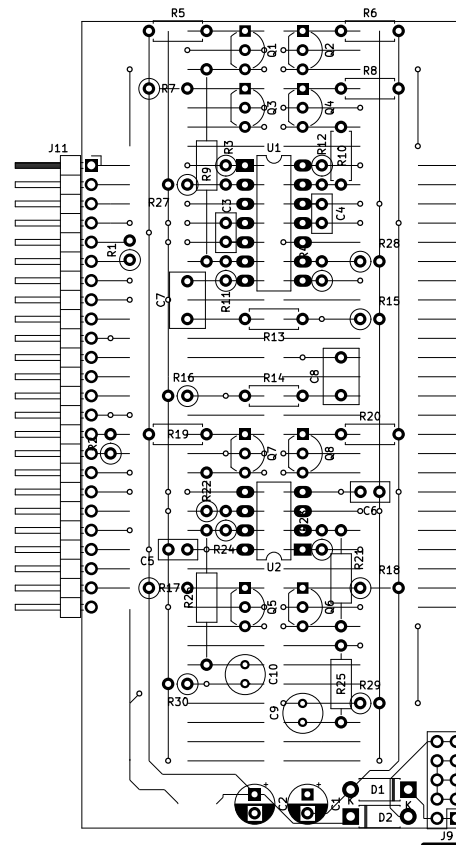 R5
R6
Q1
Q2
R7
R8
Q3
Q4
J11
R3
U1
R12
R10
R9
R27
C3
C4
R1
R28
R11
C7
R15
R13
C8
R16
R14
R19
R20
Q7
Q8
R22
C6
C5
R24
U2
R21
R17
R18
Q5
Q6
C10
R25
R30
R29
C9
C2
C1
D1
K
K
D2
J9
+
+